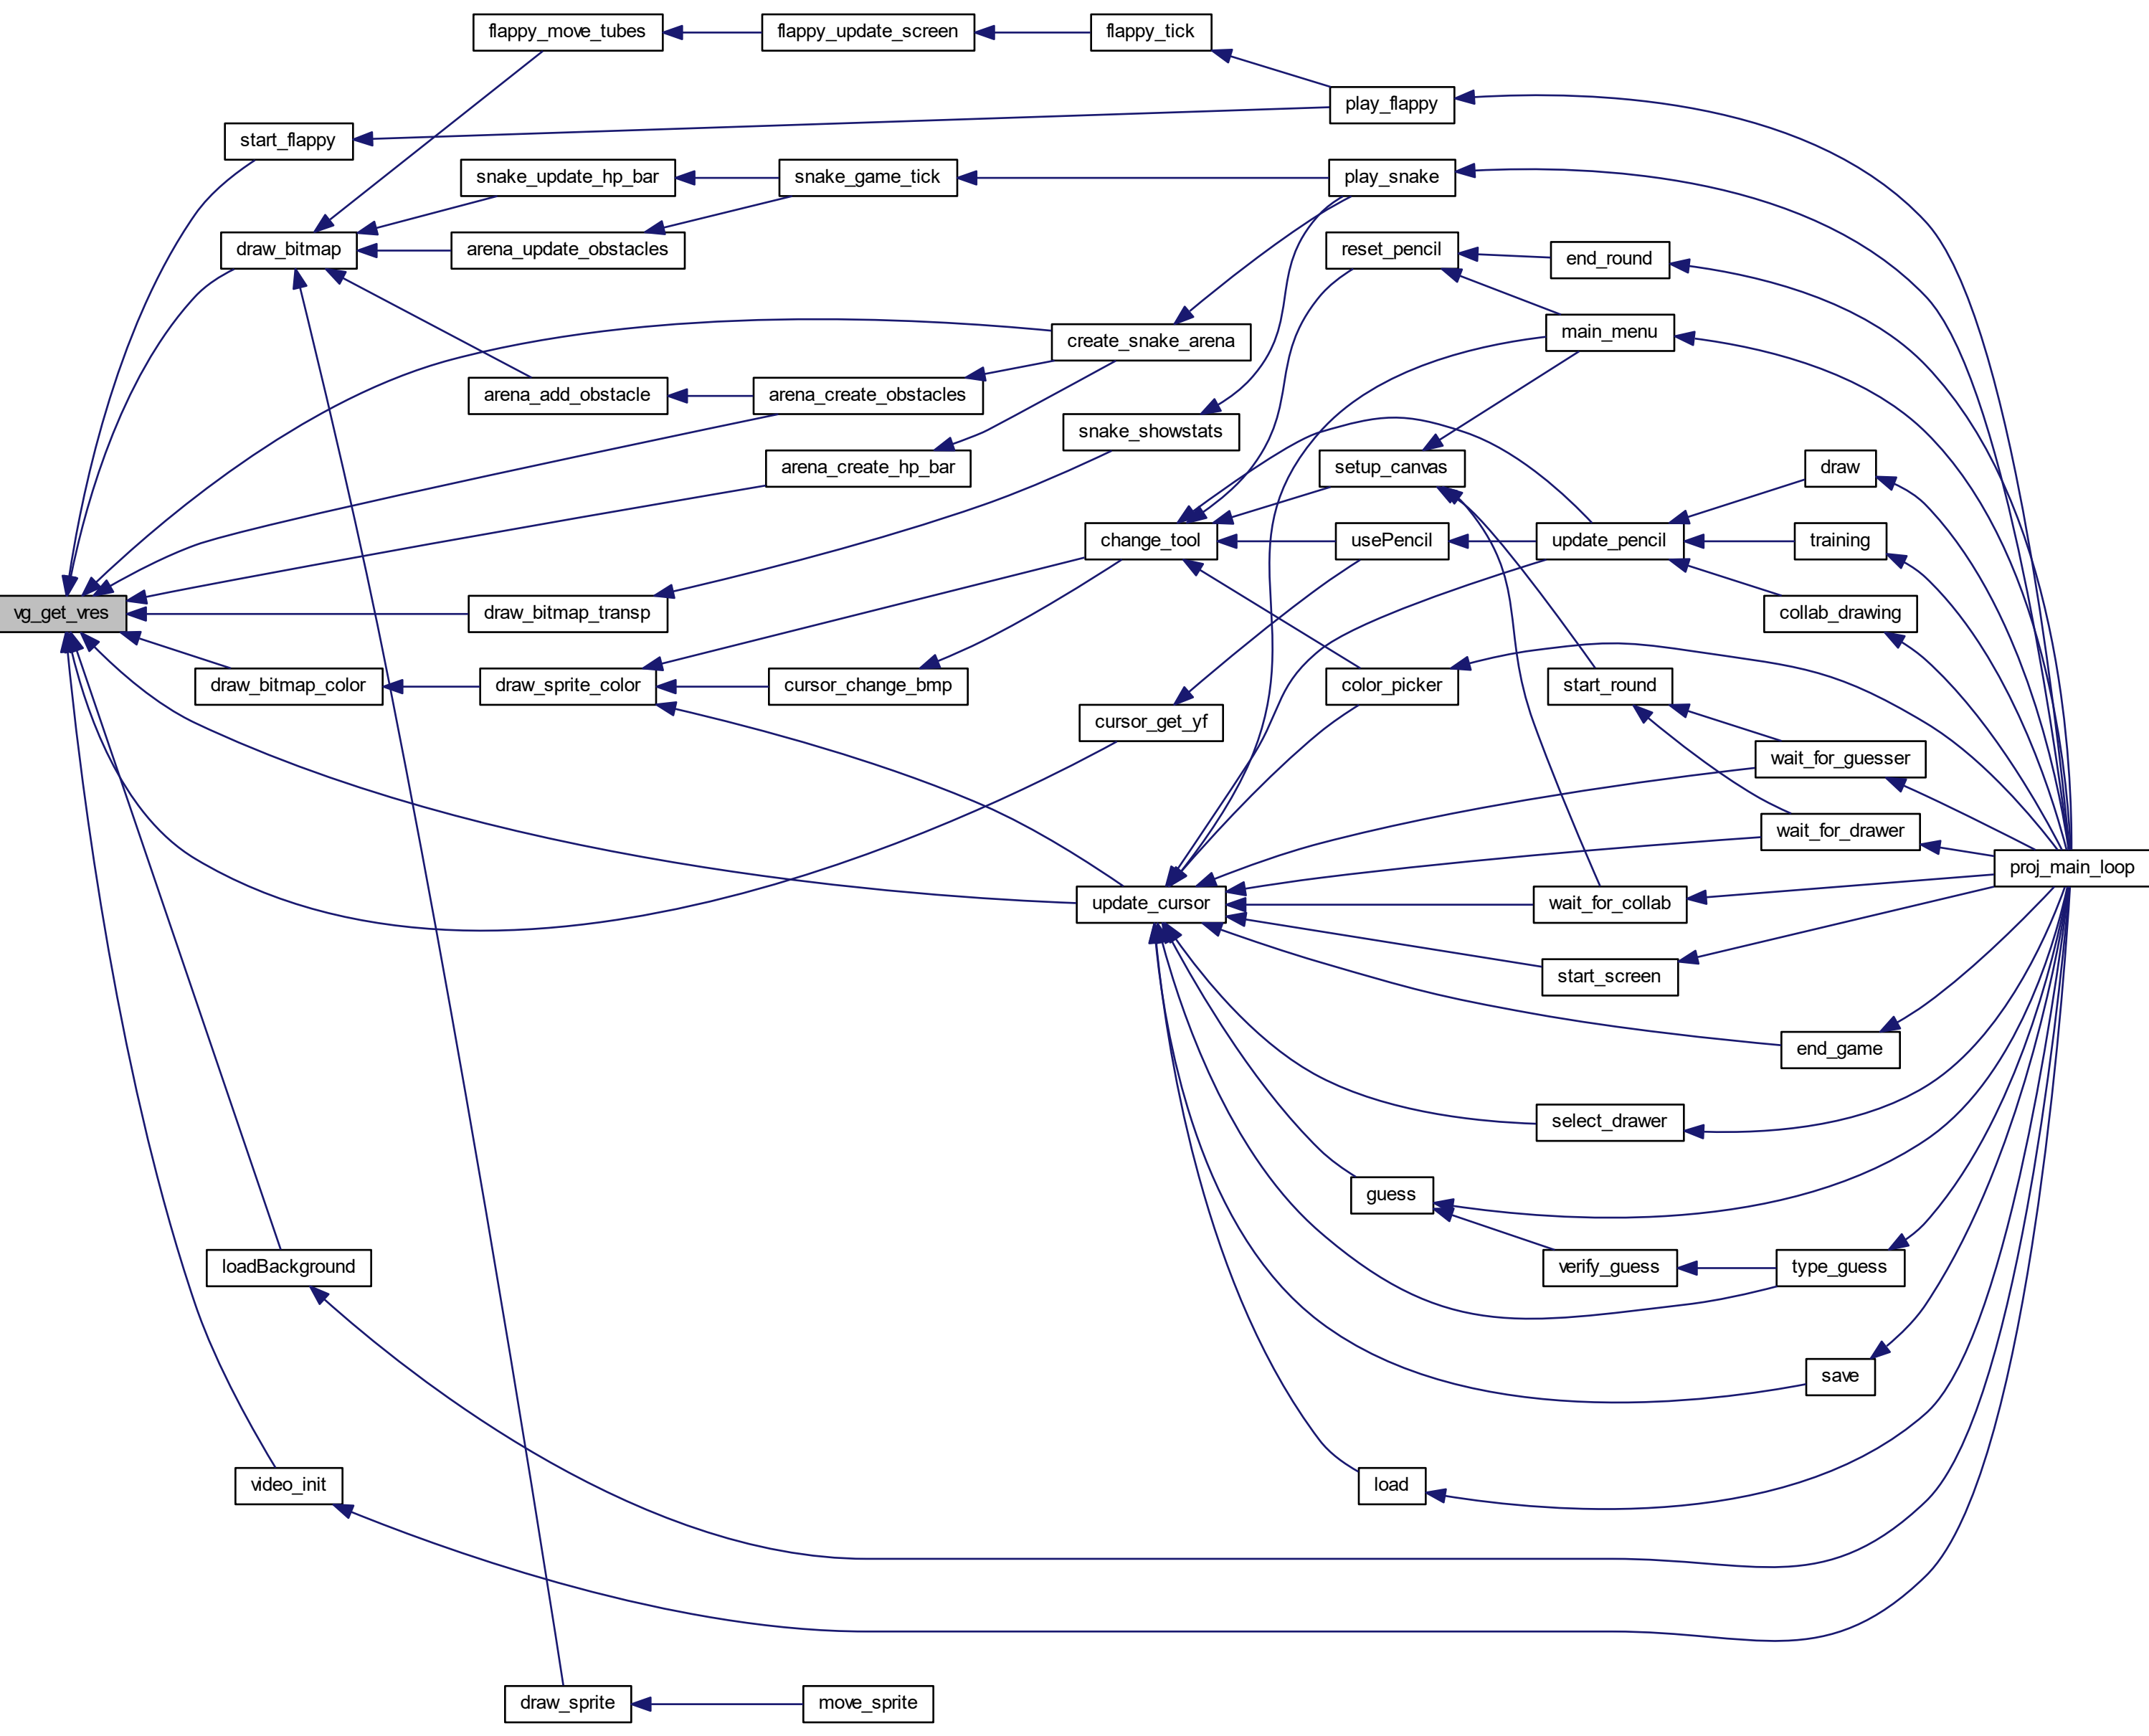 flappy_move_tubes
flappy_update_screen
flappy_tick
play_flappy
start_flappy
snake_update_hp_bar
snake_game_tick
play_snake
draw_bitmap
arena_update_obstacles
reset_pencil
end_round
create_snake_arena
main_menu
arena_add_obstacle
arena_create_obstacles
snake_showstats
arena_create_hp_bar
setup_canvas
draw
change_tool
usePencil
update_pencil
training
vg_get_vres
draw_bitmap_transp
collab_drawing
draw_bitmap_color
draw_sprite_color
cursor_change_bmp
color_picker
start_round
cursor_get_yf
wait_for_guesser
wait_for_drawer
proj_main_loop
update_cursor
wait_for_collab
start_screen
end_game
select_drawer
guess
loadBackground
verify_guess
type_guess
save
video_init
load
draw_sprite
move_sprite